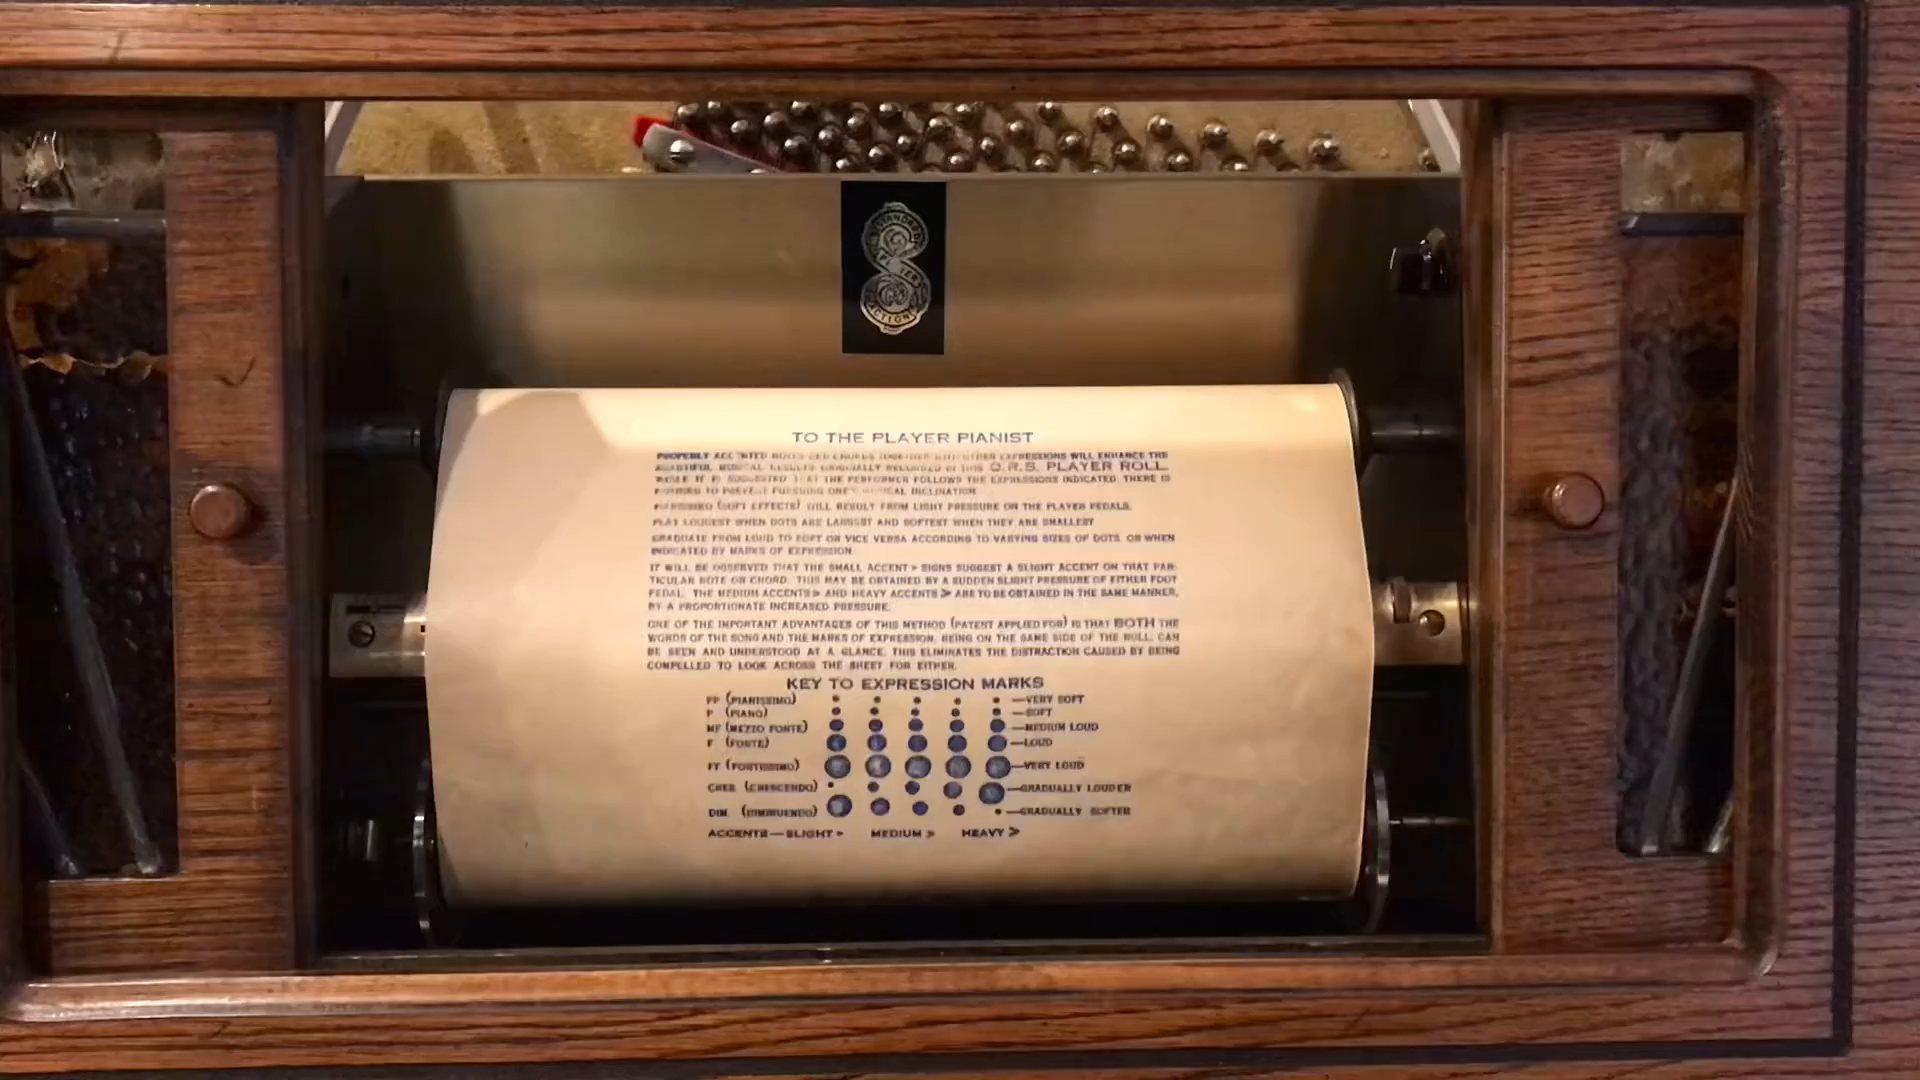 STANDARD
PLAYER
ACTION
TO THE PLAYER PIANIST
PROPERLY ACCENTED NOTES AND CHORDS TOGETHER WITH OTHER EXPRESSIONS WILL ENHANCE THE
BEAUTIFUL MUSICAL RESULTS ORIGINALLY RECORDED IN THIS Q.R.S. PLAYER ROLL.
WHILE IT IS SUGGESTED THAT THE PERFORMER FOLLOWS THE EXPRESSIONS INDICATED THERE IS
NOTHING TO PREVENT PURSUING ONE'S MUSICAL INCLINATION.
PIANISSIMO (SOFT EFFECTS) WILL RESULT FROM LIGHT PRESSURE ON THE PLAYER PEDALS.
PLAY LOUDEST WHEN DOTS ARE LARGEST AND SOFTEST WHEN THEY ARE SMALLEST
GRADUATE FROM LOUD TO SOFT OR VICE VERSA ACCORDING TO VARYING SIZES OF DOTS, OR WHEN
INDICATED BY MARKS OF EXPRESSION.
IT WILL BE OBSERVED THAT THE SMALL ACCENT > SIGNS SUGGEST A SLIGHT ACCENT ON THAT PAR-
TICULAR NOTE OR CHORD. THIS MAY BE OBTAINED BY A SUDDEN SLIGHT PRESSURE OF EITHER FOOT
PEDAL. THE MEDIUM ACCENTS > AND HEAVY ACCENTS > ARE TO BE OBTAINED IN THE SAME MANNER,
BY A PROPORTIONATE INCREASED PRESSURE.
ONE OF THE IMPORTANT ADVANTAGES OF THIS METHOD (PATENT APPLIED FOR) IS THAT BOTH THE
WORDS OF THE SONG AND THE MARKS OF EXPRESSION, BEING ON THE SAME SIDE OF THE ROLL, CAN
BE SEEN AND UNDERSTOOD AT A GLANCE. THIS ELIMINATES THE DISTRACTION CAUSED BY BEING
COMPELLED TO LOOK ACROSS THE SHEET FOR EITHER.
KEY TO EXPRESSION MARKS
PP (PIANISSIMO) —VERY SOFT
P (PIANO) —SOFT
MF (MEZZO FORTE) —MEDIUM LOUD
F (FORTE) —LOUD
FF (FORTISSIMO) —VERY LOUD
CRES (CRESCENDO) —GRADUALLY LOUDER
DIM. (DIMINUENDO) —GRADUALLY SOFTER
ACCENTS—SLIGHT > MEDIUM > HEAVY >